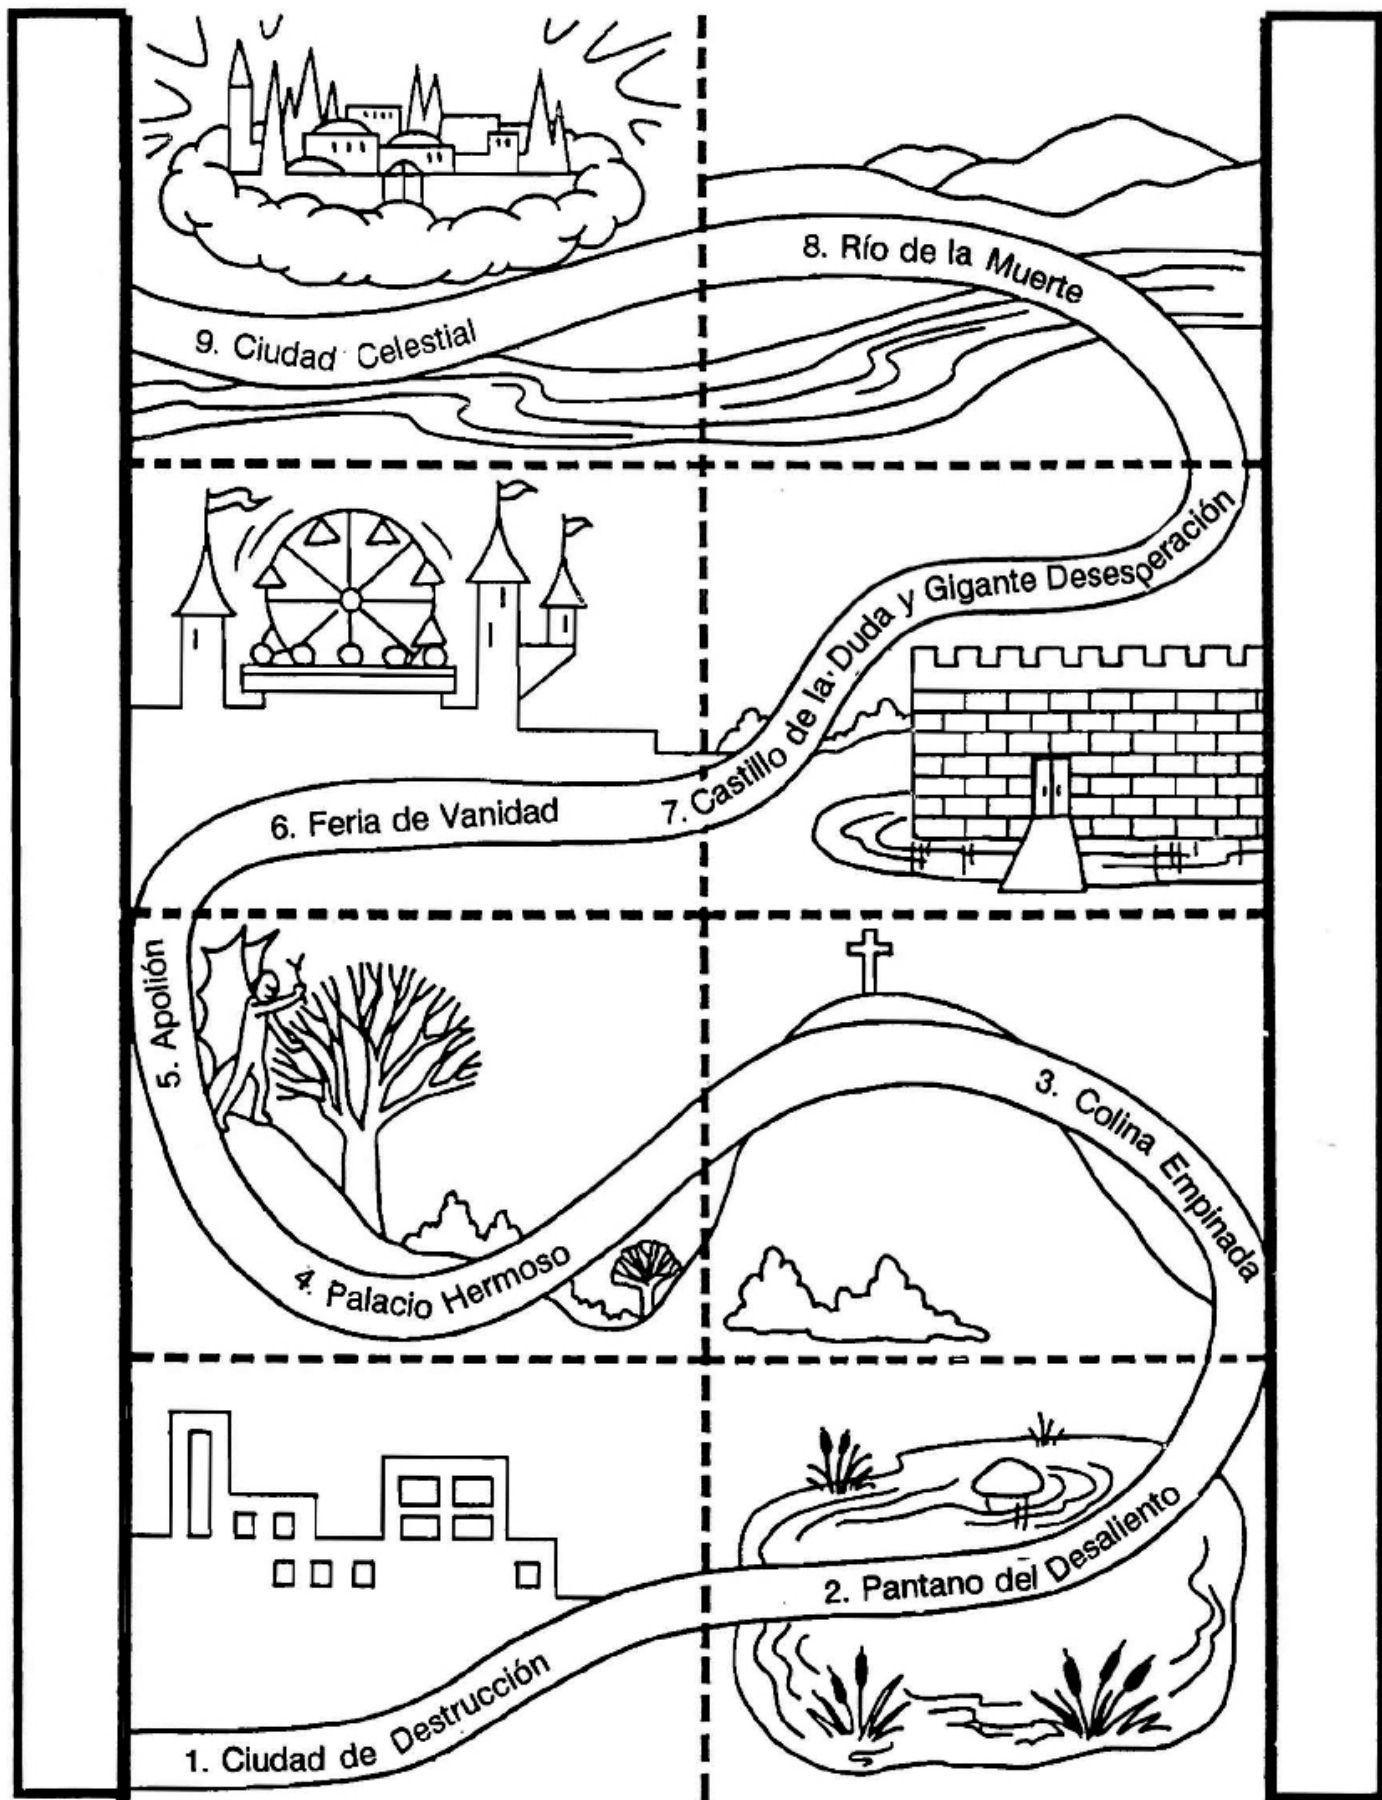 8. Río de la Muerte
9. Ciudad Celestial
7. Castillo de la Duda y Gigante Desesperación
6. Feria de Vanidad
5. Apolión
3. Colina Empinada
4. Palacio Hermoso
2. Pantano del Desaliento
1. Ciudad de Destrucción